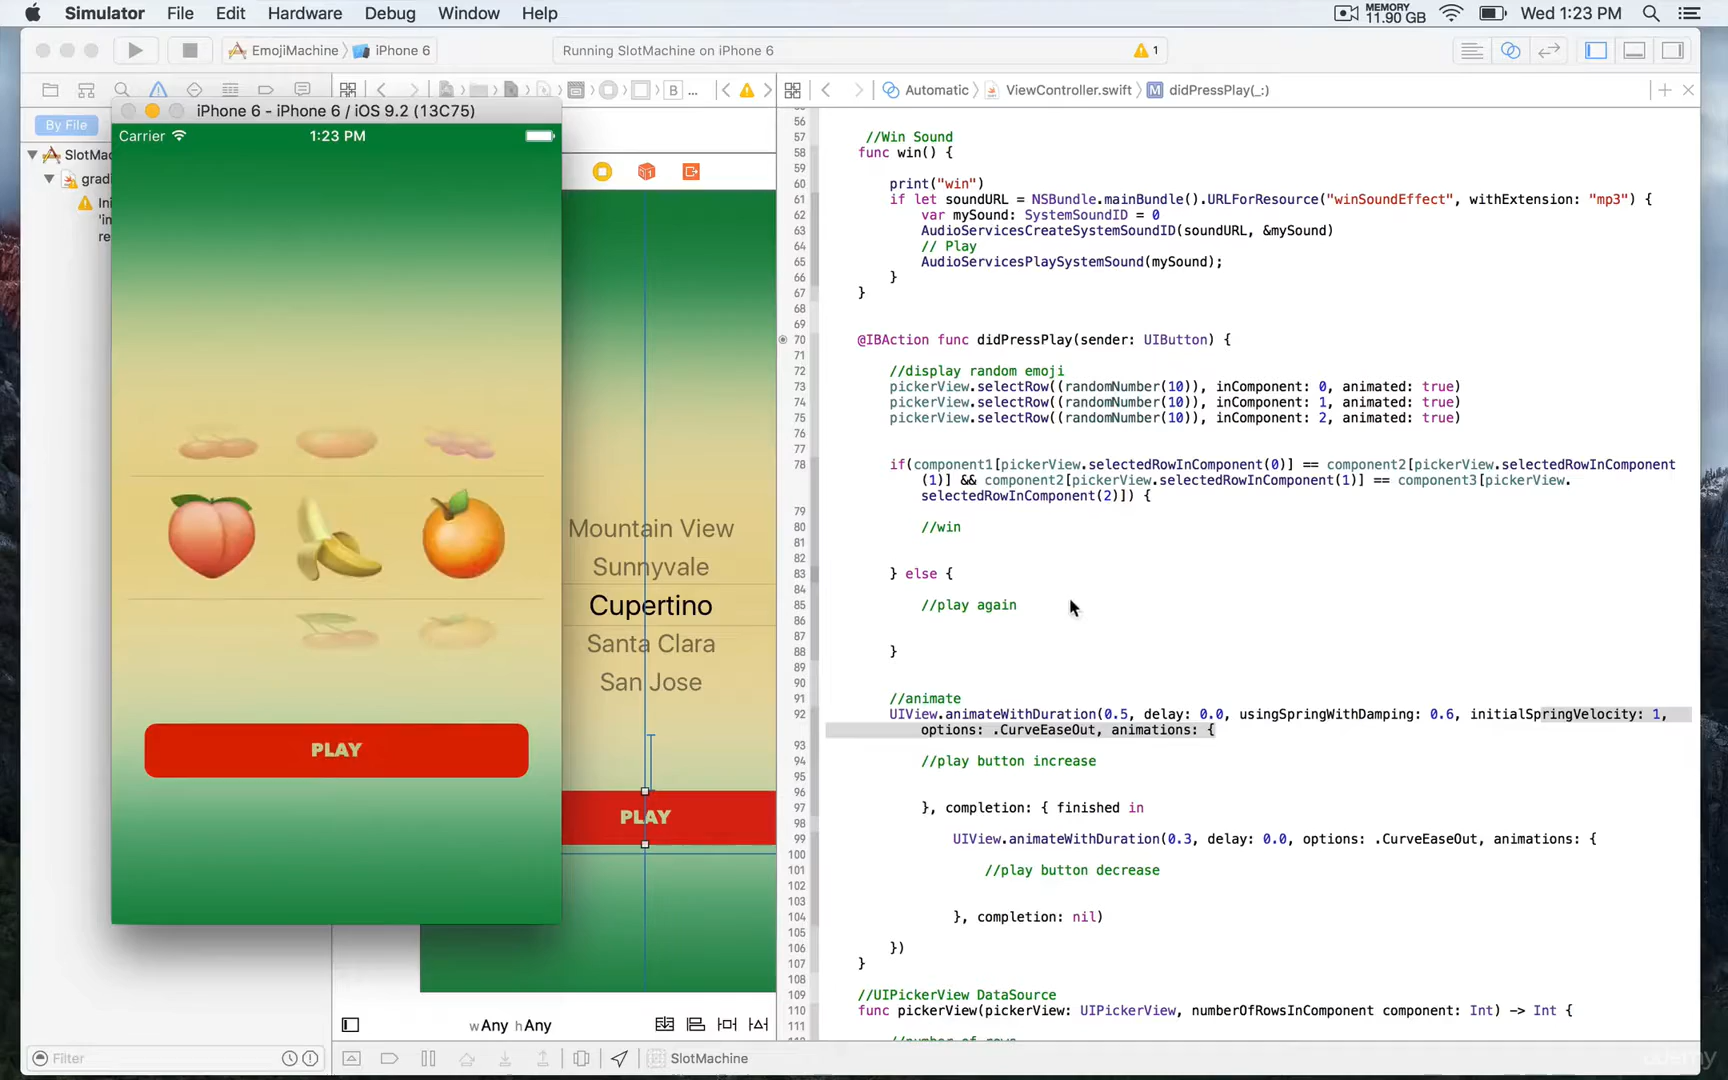 Simulator File Edit Hardware Debug Window Help
MEMORY
11.90 GB
Wed 1:23 PM
EmojiMachine
iPhone 6
Running SlotMachine on iPhone 6
1
B ...
Automatic
ViewController.swift
M didPressPlay(_:)
By File
SlotMac
gradi
Ini
'in
re
iPhone 6 - iPhone 6 / iOS 9.2 (13C75)
Carrier
1:23 PM
PLAY
Mountain View
Sunnyvale
Cupertino
Santa Clara
San Jose
PLAY
wAny hAny
56
57 //Win Sound
58 func win() {
59
60 print("win")
61 if let soundURL = NSBundle.mainBundle().URLForResource("winSoundEffect", withExtension: "mp3") {
62 var mySound: SystemSoundID = 0
63 AudioServicesCreateSystemSoundID(soundURL, &mySound)
64 // Play
65 AudioServicesPlaySystemSound(mySound);
66 }
67 }
68
69
70 @IBAction func didPressPlay(sender: UIButton) {
71
72 //display random emoji
73 pickerView.selectRow((randomNumber(10)), inComponent: 0, animated: true)
74 pickerView.selectRow((randomNumber(10)), inComponent: 1, animated: true)
75 pickerView.selectRow((randomNumber(10)), inComponent: 2, animated: true)
76
77
78 if(component1[pickerView.selectedRowInComponent(0)] == component2[pickerView.selectedRowInComponent
(1)] && component2[pickerView.selectedRowInComponent(1)] == component3[pickerView.
selectedRowInComponent(2)]) {
79
80 //win
81
82
83 } else {
84
85 //play again
86
87
88 }
89
90
91 //animate
92 UIView.animateWithDuration(0.5, delay: 0.0, usingSpringWithDamping: 0.6, initialSpringVelocity: 1,
options: .CurveEaseOut, animations: {
93
94 //play button increase
95
96
97 }, completion: { finished in
98
99 UIView.animateWithDuration(0.3, delay: 0.0, options: .CurveEaseOut, animations: {
100
101 //play button decrease
102
103
104 }, completion: nil)
105
106 })
107 }
108
109 //UIPickerView DataSource
110 func pickerView(pickerView: UIPickerView, numberOfRowsInComponent component: Int) -> Int {
111
//number of rows
Filter
SlotMachine
udemy